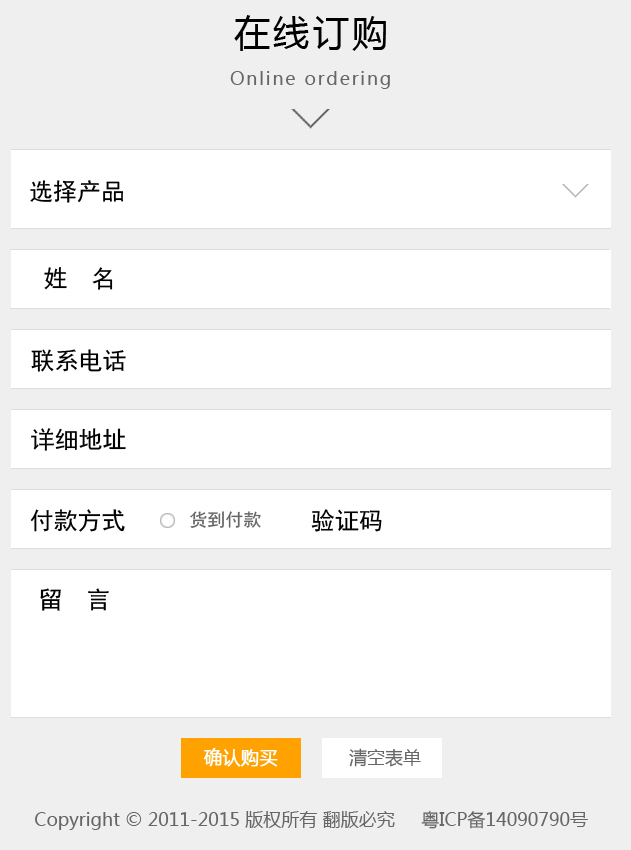 在线订购
Online ordering
选择产品
姓 名
联系电话
详细地址
付款方式 货到付款 验证码
留 言
确认购买 清空表单
Copyright © 2011-2015 版权所有 翻版必究 粤ICP备14090790号